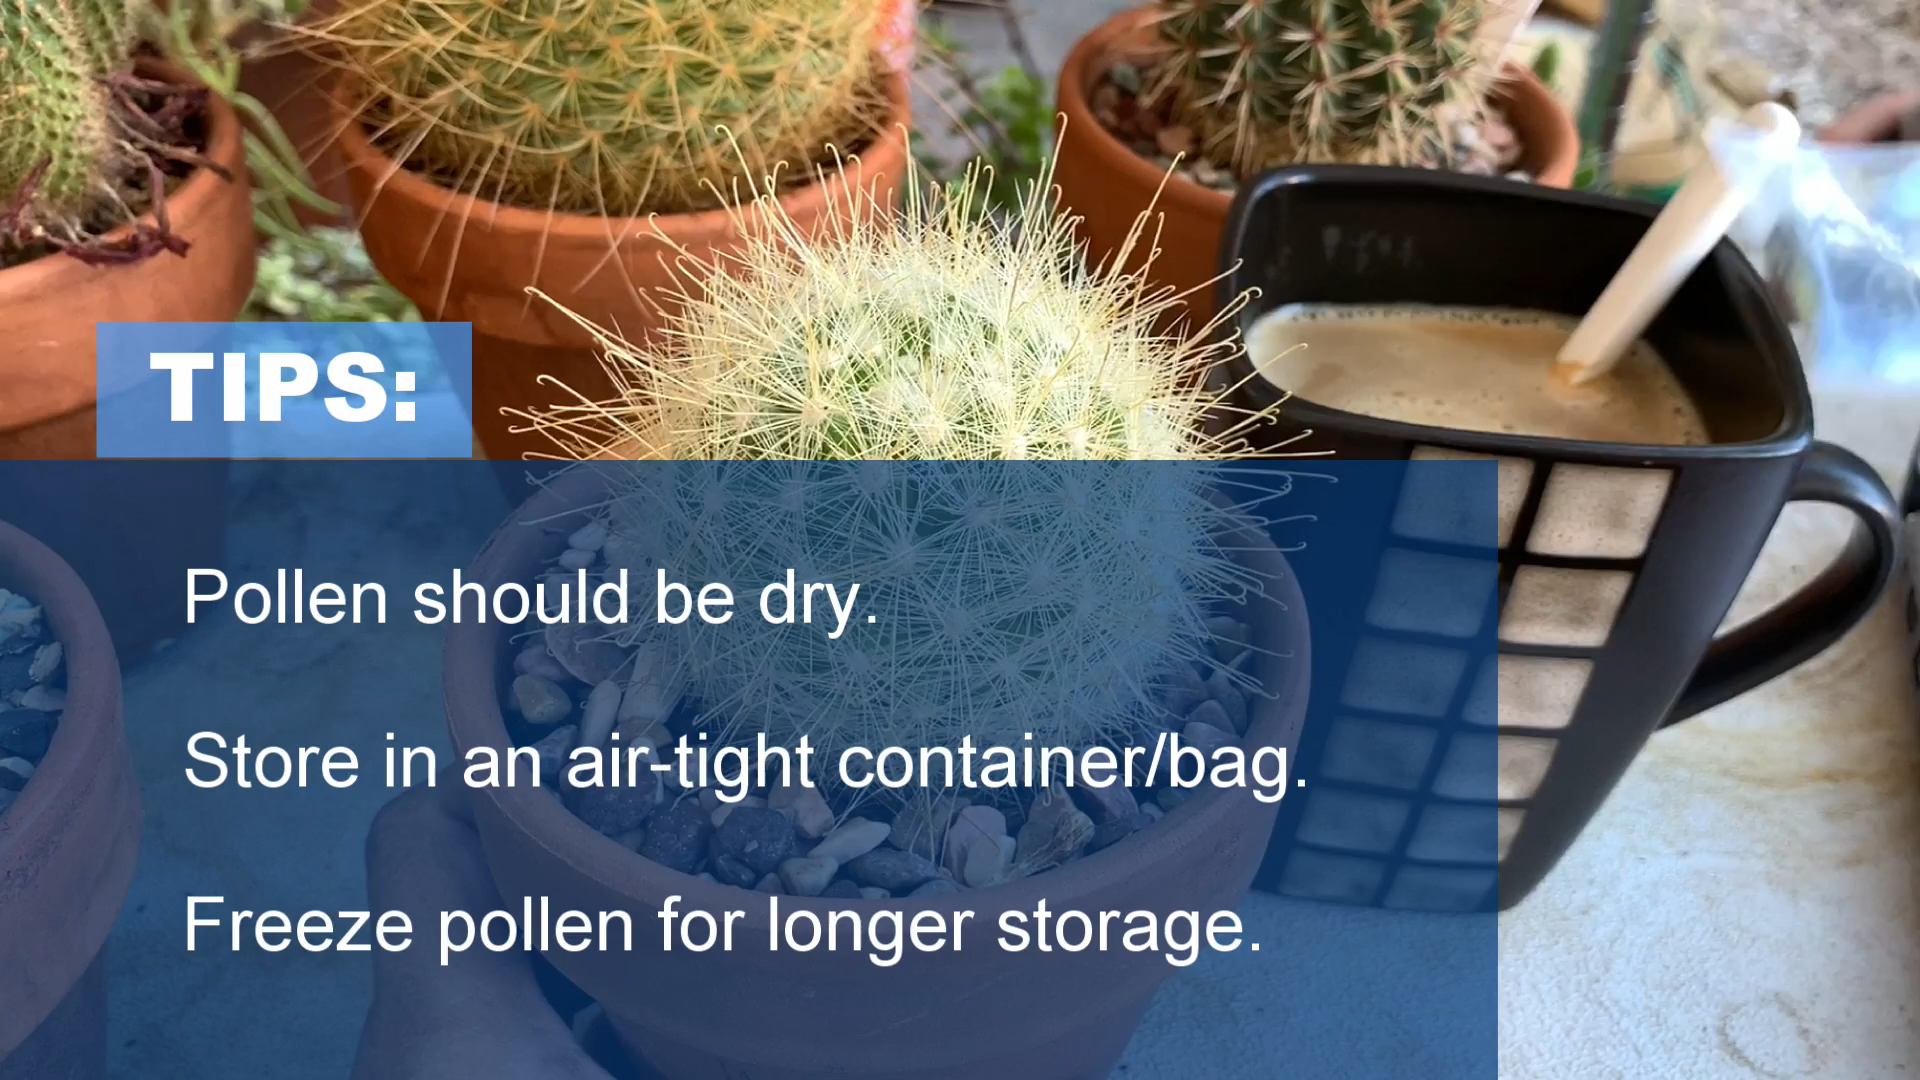 TIPS:
Pollen should be dry.
Store in an air-tight container/bag.
Freeze pollen for longer storage.